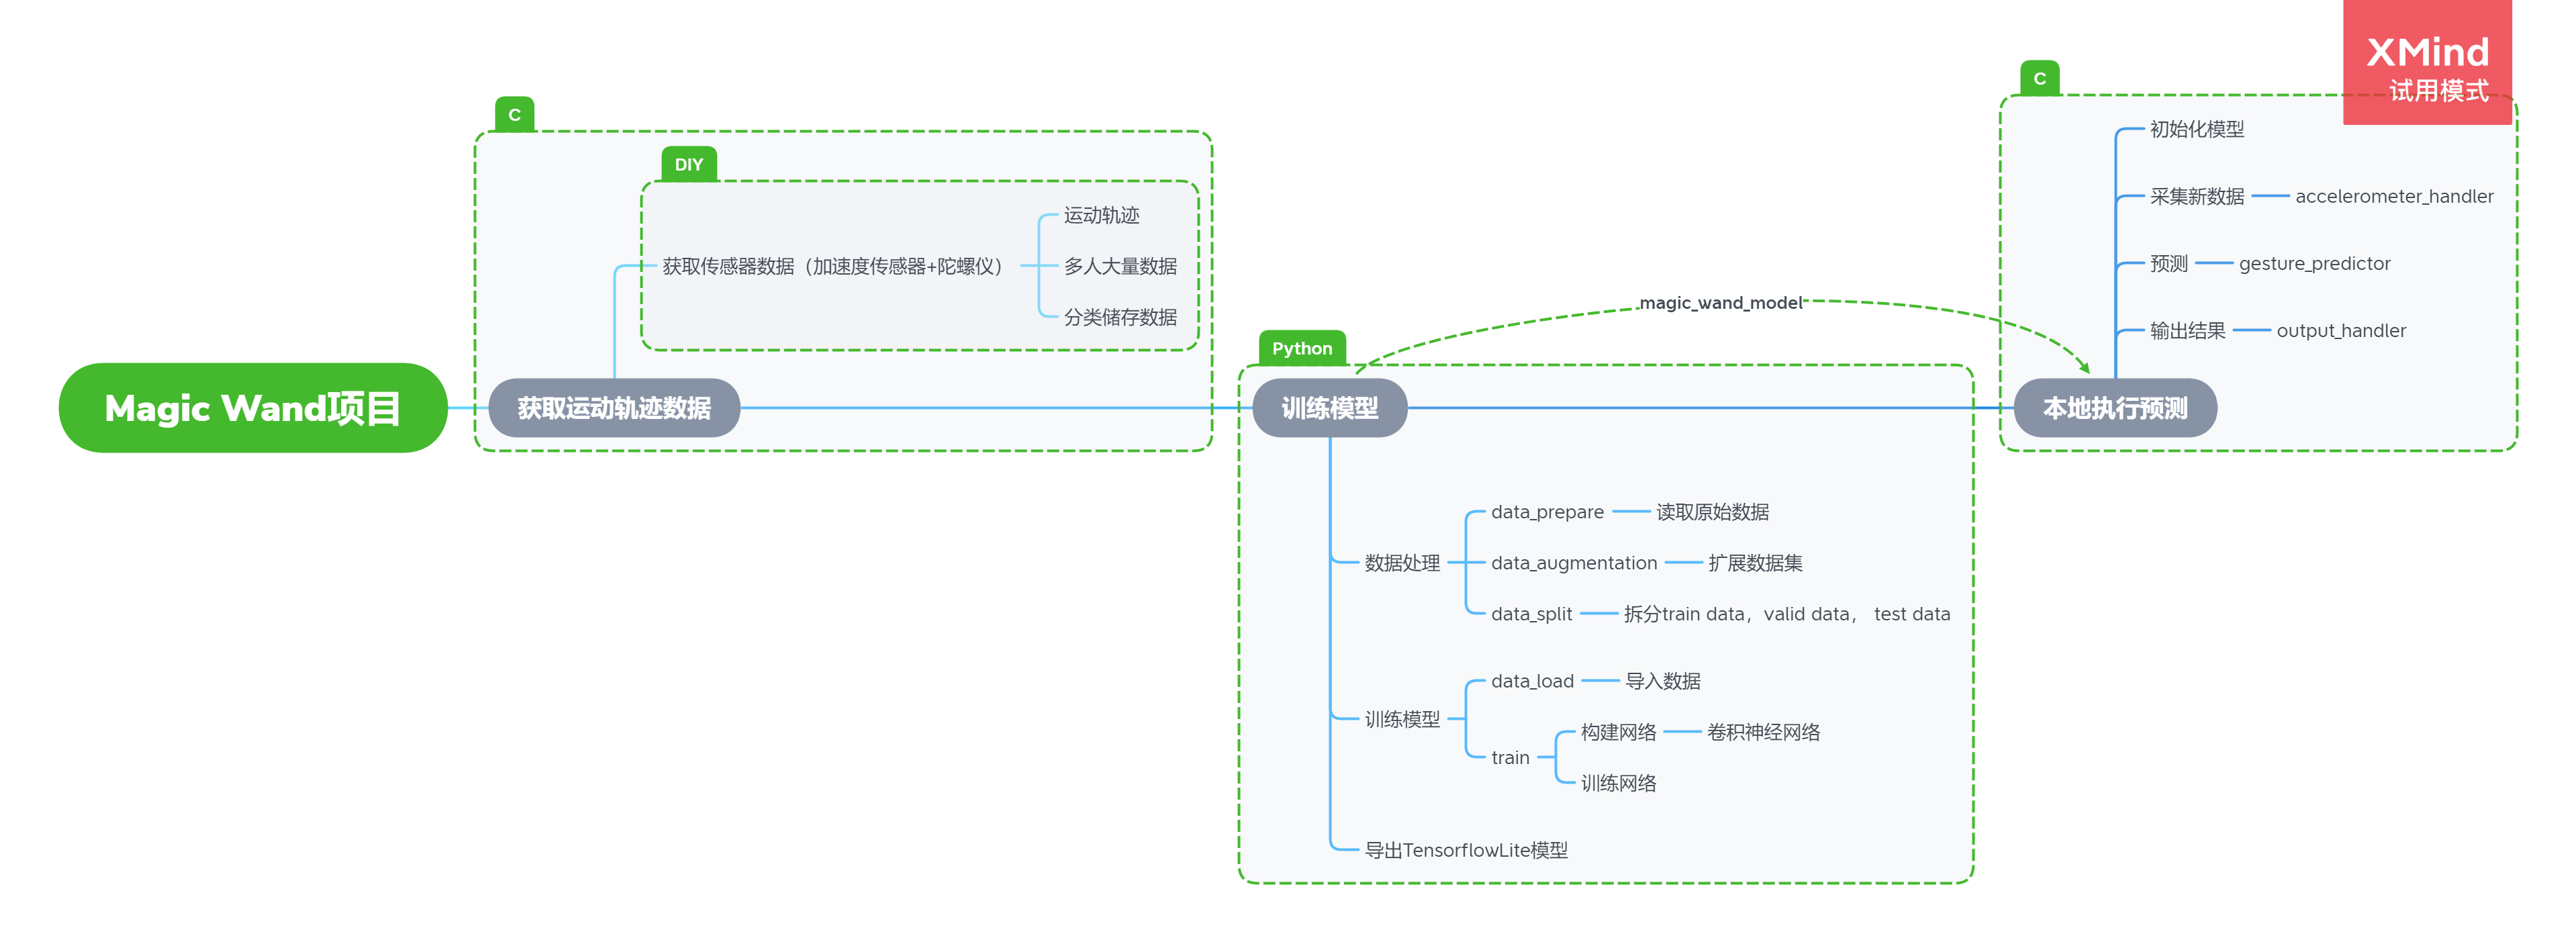 XMind
试用模式
Magic Wand项目
C
DIY
获取运动轨迹数据
获取传感器数据（加速度传感器+陀螺仪）
运动轨迹
多人大量数据
分类储存数据
Python
训练模型
数据处理
data_prepare
读取原始数据
data_augmentation
扩展数据集
data_split
拆分train data，valid data， test data
训练模型
data_load
导入数据
train
构建网络
卷积神经网络
训练网络
导出TensorflowLite模型
magic_wand_model
C
本地执行预测
初始化模型
采集新数据
accelerometer_handler
预测
gesture_predictor
输出结果
output_handler